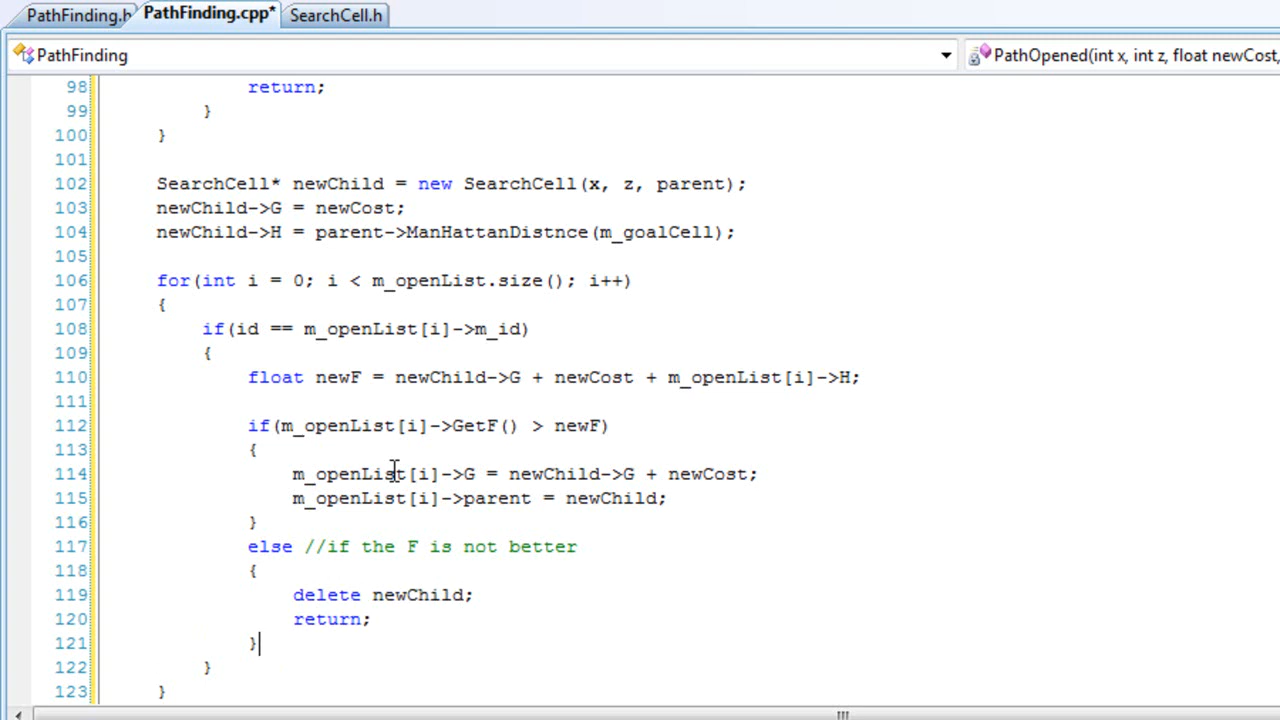 PathFinding.h PathFinding.cpp* SearchCell.h
PathFinding PathOpened(int x, int z, float newCost,
98 return;
99 }
100 }
101
102 SearchCell* newChild = new SearchCell(x, z, parent);
103 newChild->G = newCost;
104 newChild->H = parent->ManHattanDistnce(m_goalCell);
105
106 for(int i = 0; i < m_openList.size(); i++)
107 {
108 if(id == m_openList[i]->m_id)
109 {
110 float newF = newChild->G + newCost + m_openList[i]->H;
111
112 if(m_openList[i]->GetF() > newF)
113 {
114 m_openList[i]->G = newChild->G + newCost;
115 m_openList[i]->parent = newChild;
116 }
117 else //if the F is not better
118 {
119 delete newChild;
120 return;
121 }
122 }
123 }